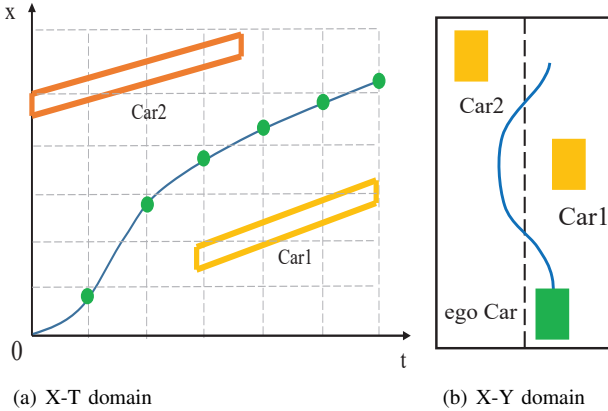 x
Car2
Car1
0
t
Car2
Car1
ego Car
(a) X-T domain
(b) X-Y domain